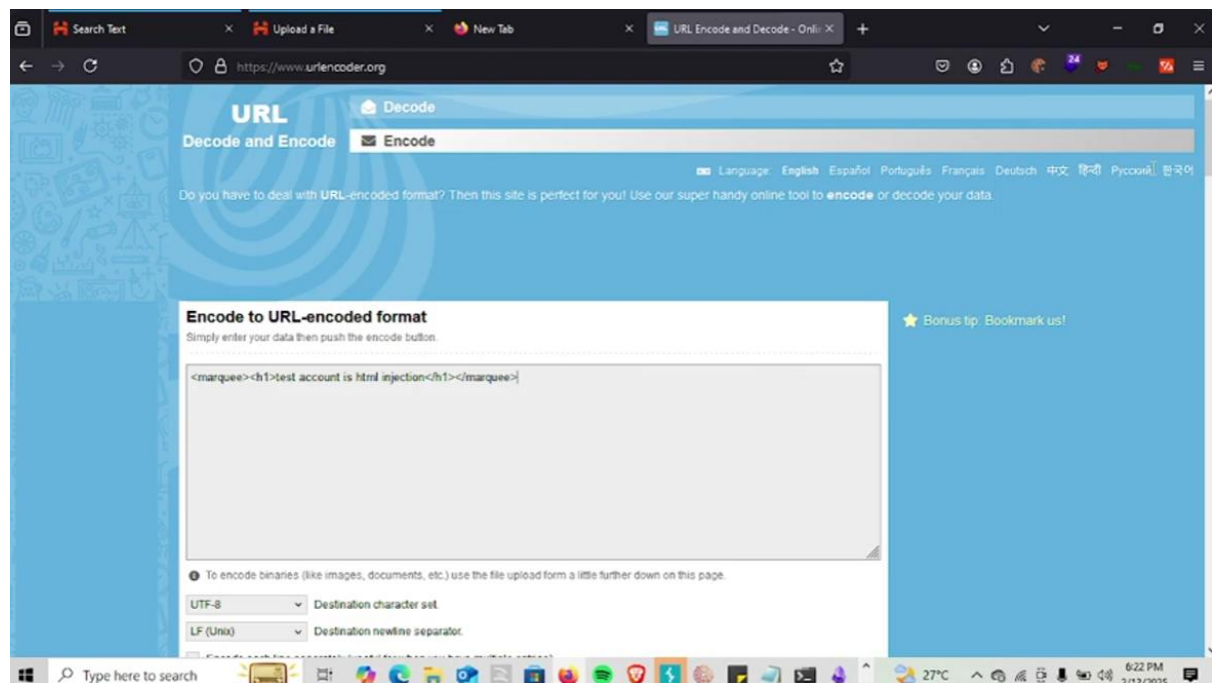 Search Text
Upload a File
New Tab
URL Encode and Decode - Onlin
https://www.urlencoder.org
24
URL
Decode and Encode
Decode
Encode
Language: English Español Português Français Deutsch 中文 हिन्दी Русский 한국어
Do you have to deal with URL-encoded format? Then this site is perfect for you! Use our super handy online tool to encode or decode your data.
Encode to URL-encoded format
Simply enter your data then push the encode button.
Bonus tip: Bookmark us!
<marquee><h1>test account is html injection</h1></marquee>
To encode binaries (like images, documents, etc.) use the file upload form a little further down on this page.
UTF-8 Destination character set.
LF (Unix) Destination newline separator.
Type here to search
27°C
6:22 PM